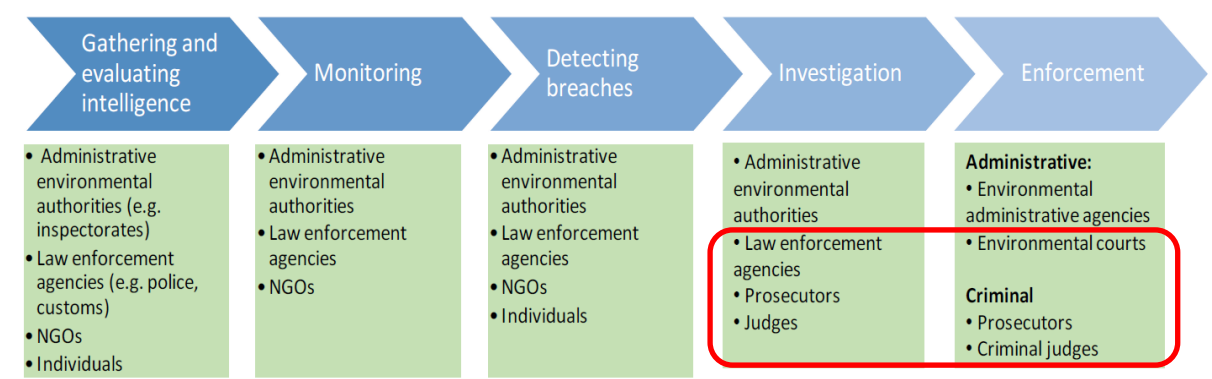 Gathering and
evaluating
intelligence
Monitoring
Detecting
breaches
Investigation
Enforcement
• Administrative
environmental
authorities (e.g.
inspectorates)
• Law enforcement
agencies (e.g. police,
customs)
• NGOs
• Individuals
• Administrative
environmental
authorities
• Law enforcement
agencies
• NGOs
• Administrative
environmental
authorities
• Law enforcement
agencies
• NGOs
• Individuals
• Administrative
environmental
authorities
• Law enforcement
agencies
• Prosecutors
• Judges
Administrative:
• Environmental
administrative agencies
• Environmental courts
Criminal
• Prosecutors
• Criminal judges